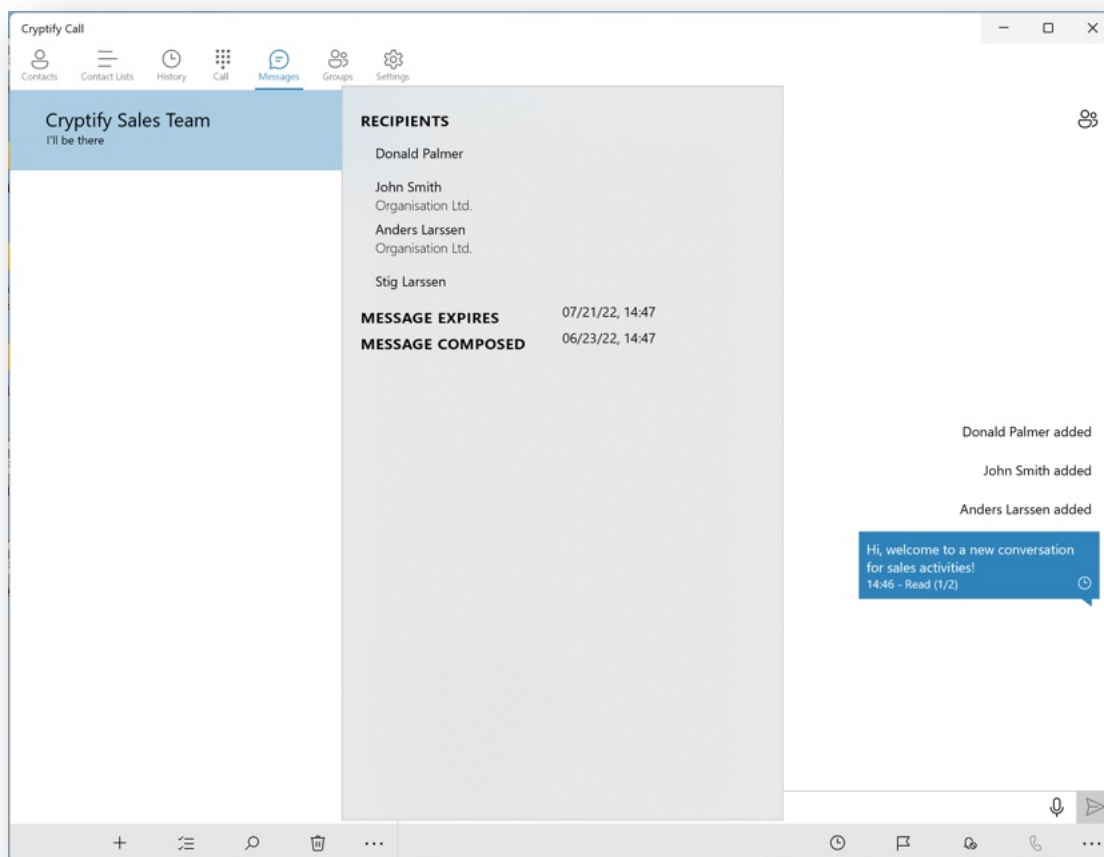 Cryptify Call
Contacts
Contact Lists
History
Call
Messages
Groups
Settings
Cryptify Sales Team
I'll be there
RECIPIENTS
Donald Palmer
John Smith
Organisation Ltd.
Anders Larssen
Organisation Ltd.
Stig Larssen
MESSAGE EXPIRES 07/21/22, 14:47
MESSAGE COMPOSED 06/23/22, 14:47
Donald Palmer added
John Smith added
Anders Larssen added
Hi, welcome to a new conversation
for sales activities!
14:46 - Read (1/2)